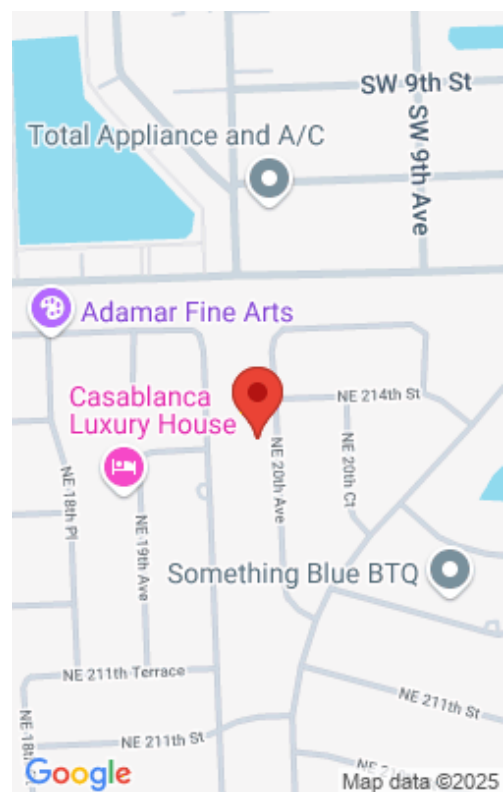 SW 9th St
Total Appliance and A/C
SW 9th Ave
Adamar Fine Arts
Casablanca
Luxury House
NE 214th St
NE 20th Ave
NE 20th Ct
NE 18th Pl
NE 19th Ave
Something Blue BTQ
NE 211th Terrace
NE 211th St
NE 211th St
NE 18th
Google
Map data ©2025